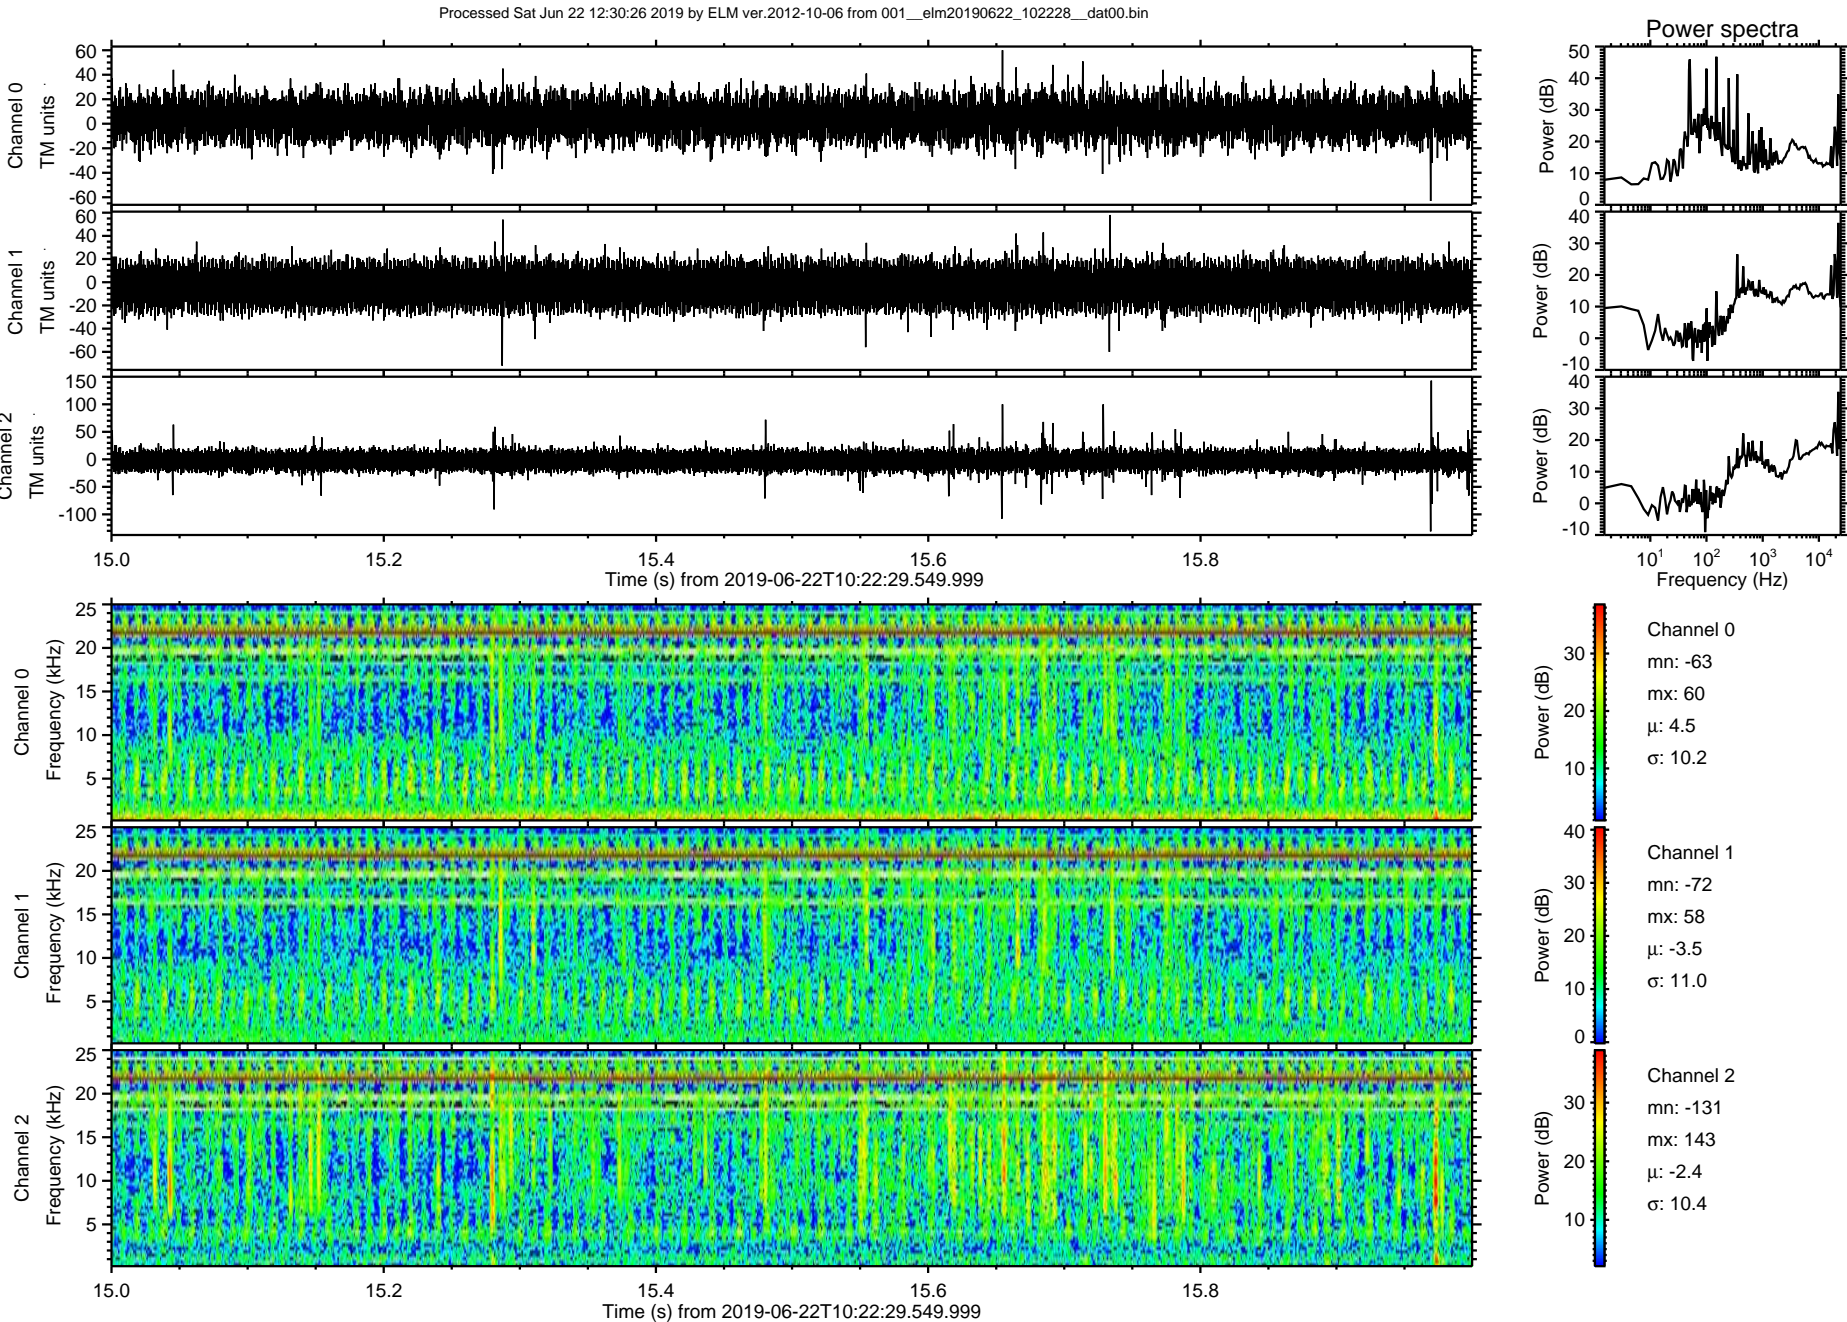 Processed Sat Jun 22 12:30:26 2019 by ELM ver.2012-10-06 from 001__elm20190622_102228__dat00.bin
Power spectra
Channel 0
TM units
60
40
20
0
-20
-40
-60
Power (dB)
50
40
30
20
10
0
Channel 1
TM units
60
40
20
0
-20
-40
-60
Power (dB)
40
30
20
10
0
-10
Channel 2
TM units
150
100
50
0
-50
-100
Power (dB)
40
30
20
10
0
-10
15.0 15.2 15.4 15.6 15.8
Time (s) from 2019-06-22T10:22:29.549.999
10¹ 10² 10³ 10⁴
Frequency (Hz)
Channel 0
Frequency (kHz)
25
20
15
10
5
Power (dB)
30
20
10
Channel 0
mn: -63
mx: 60
μ: 4.5
σ: 10.2
Channel 1
Frequency (kHz)
25
20
15
10
5
Power (dB)
40
30
20
10
0
Channel 1
mn: -72
mx: 58
μ: -3.5
σ: 11.0
Channel 2
Frequency (kHz)
25
20
15
10
5
Power (dB)
30
20
10
Channel 2
mn: -131
mx: 143
μ: -2.4
σ: 10.4
15.0 15.2 15.4 15.6 15.8
Time (s) from 2019-06-22T10:22:29.549.999